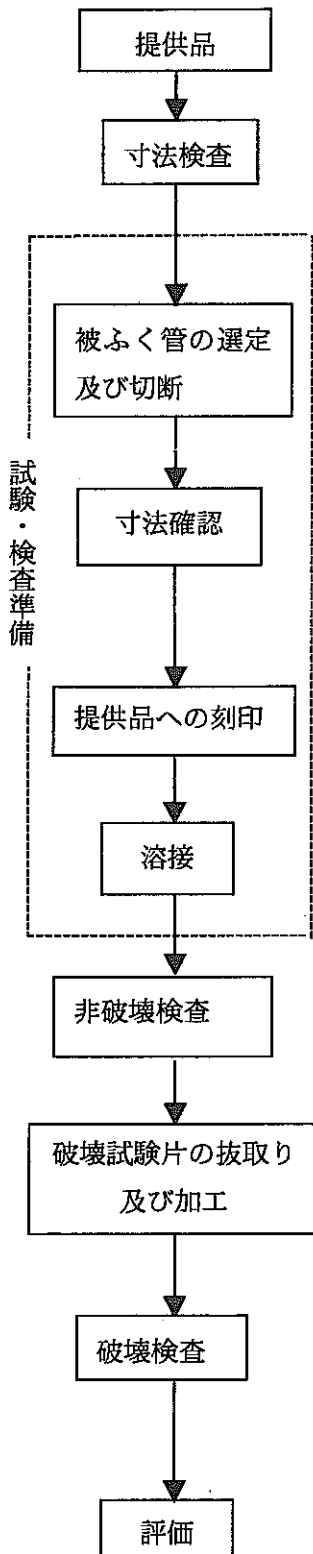 提供品
寸法検査
試験・検査準備
被ふく管の選定
及び切断
寸法確認
提供品への刻印
溶接
非破壊検査
破壊試験片の抜取り
及び加工
破壊検査
評価